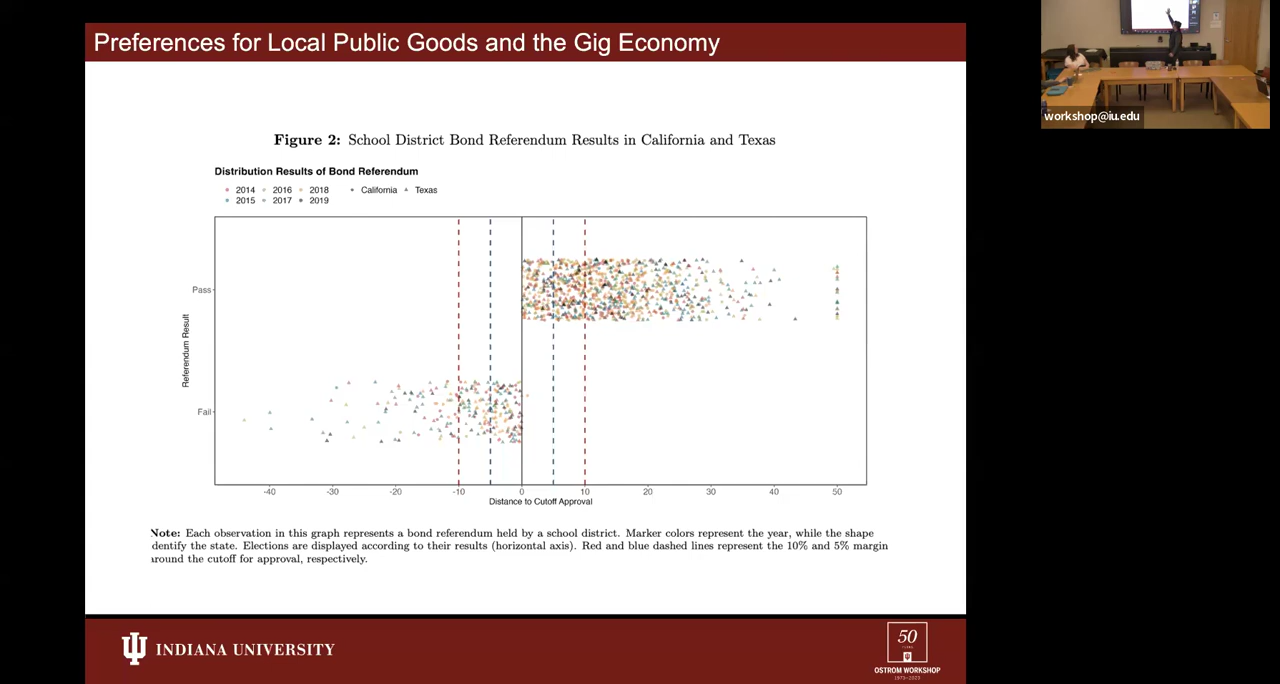 Preferences for Local Public Goods and the Gig Economy
workshop@iu.edu
Figure 2: School District Bond Referendum Results in California and Texas
Distribution Results of Bond Referendum
2014 2016 2018 California Texas
2015 2017 2019
Pass
Referendum Result
Fail
-40 -30 -20 -10 0 10 20 30 40 50
Distance to Cutoff Approval
Note: Each observation in this graph represents a bond referendum held by a school district. Marker colors represent the year, while the shape
dentify the state. Elections are displayed according to their results (horizontal axis). Red and blue dashed lines represent the 10% and 5% margin
around the cutoff for approval, respectively.
INDIANA UNIVERSITY
50
YEARS
OSTROM WORKSHOP
1973-2023